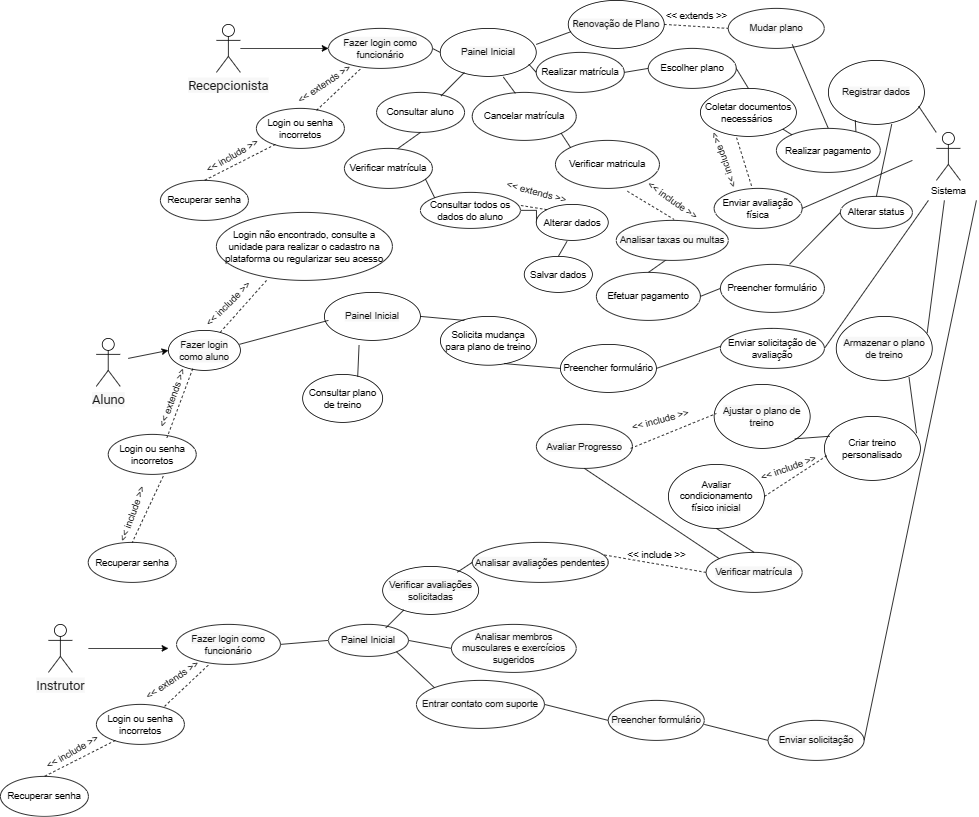 Renovação de Plano
<< extends >>
Mudar plano
Fazer login como
funcionário
Painel Inicial
Recepcionista
<< extends >>
Realizar matrícula
Escolher plano
Registrar dados
Consultar aluno
Cancelar matrícula
Coletar documentos
necessários
Login ou senha
incorretos
Realizar pagamento
<< include >>
Verificar matrícula
Verificar matricula
<< include >>
Sistema
Recuperar senha
<< extends >>
<< include >>
Enviar avaliação
física
Consultar todos os
dados do aluno
Alterar dados
Alterar status
Login não encontrado, consulte a
unidade para realizar o cadastro na
plataforma ou regularizar seu acesso
Analisar taxas ou multas
Salvar dados
Efetuar pagamento
Preencher formulário
<< include >>
Painel Inicial
Fazer login
como aluno
Solicita mudança
para plano de treino
Enviar solicitação de
avaliação
Armazenar o plano
de treino
Aluno
Preencher formulário
<< extends >>
Consultar plano
de treino
Ajustar o plano de
treino
<< include >>
Avaliar Progresso
Criar treino
personalisado
Login ou senha
incorretos
<< include >>
Avaliar
condicionamento
físico inicial
<< include >>
Recuperar senha
Analisar avaliações pendentes
<< include >>
Verificar matrícula
Verificar avaliações
solicitadas
Fazer login como
funcionário
Painel Inicial
Analisar membros
musculares e exercícios
sugeridos
Instrutor
<< extends >>
Entrar contato com suporte
Preencher formulário
Login ou senha
incorretos
Enviar solicitação
<< include >>
Recuperar senha